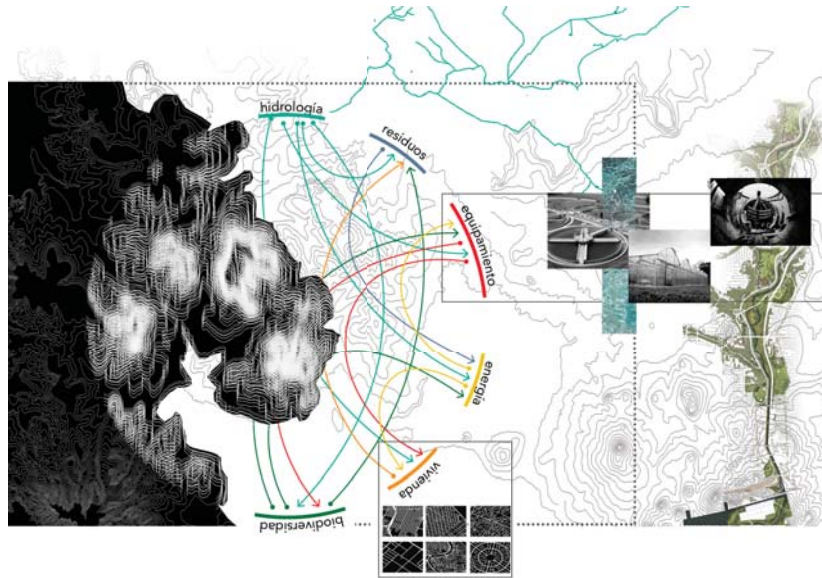 hidrología
residuos
equipamiento
energía
vivienda
biodiversidad